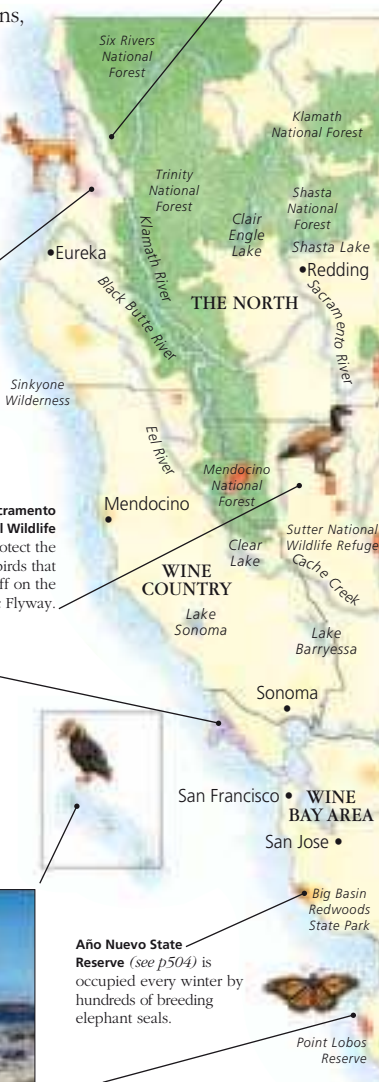 ns,
Six Rivers
National
Forest
Klamath
National Forest
Trinity
National
Forest
Shasta
National
Forest
Clair
Engle
Lake
Shasta Lake
Klamath River
Eureka
Redding
Black Butte River
THE NORTH
Sacramento River
Sinkyone
Wilderness
Eel River
Mendocino
National
Forest
cramento
l Wildlife
otect the
birds that
ff on the
Flyway.
Mendocino
Sutter National
Wildlife Refuge
Clear
Lake
Cache Creek
WINE
COUNTRY
Lake
Sonoma
Lake
Barryessa
Sonoma
San Francisco
WINE
BAY AREA
San Jose
Big Basin
Redwoods
State Park
Año Nuevo State
Reserve (see p504) is
occupied every winter by
hundreds of breeding
elephant seals.
Point Lobos
Reserve